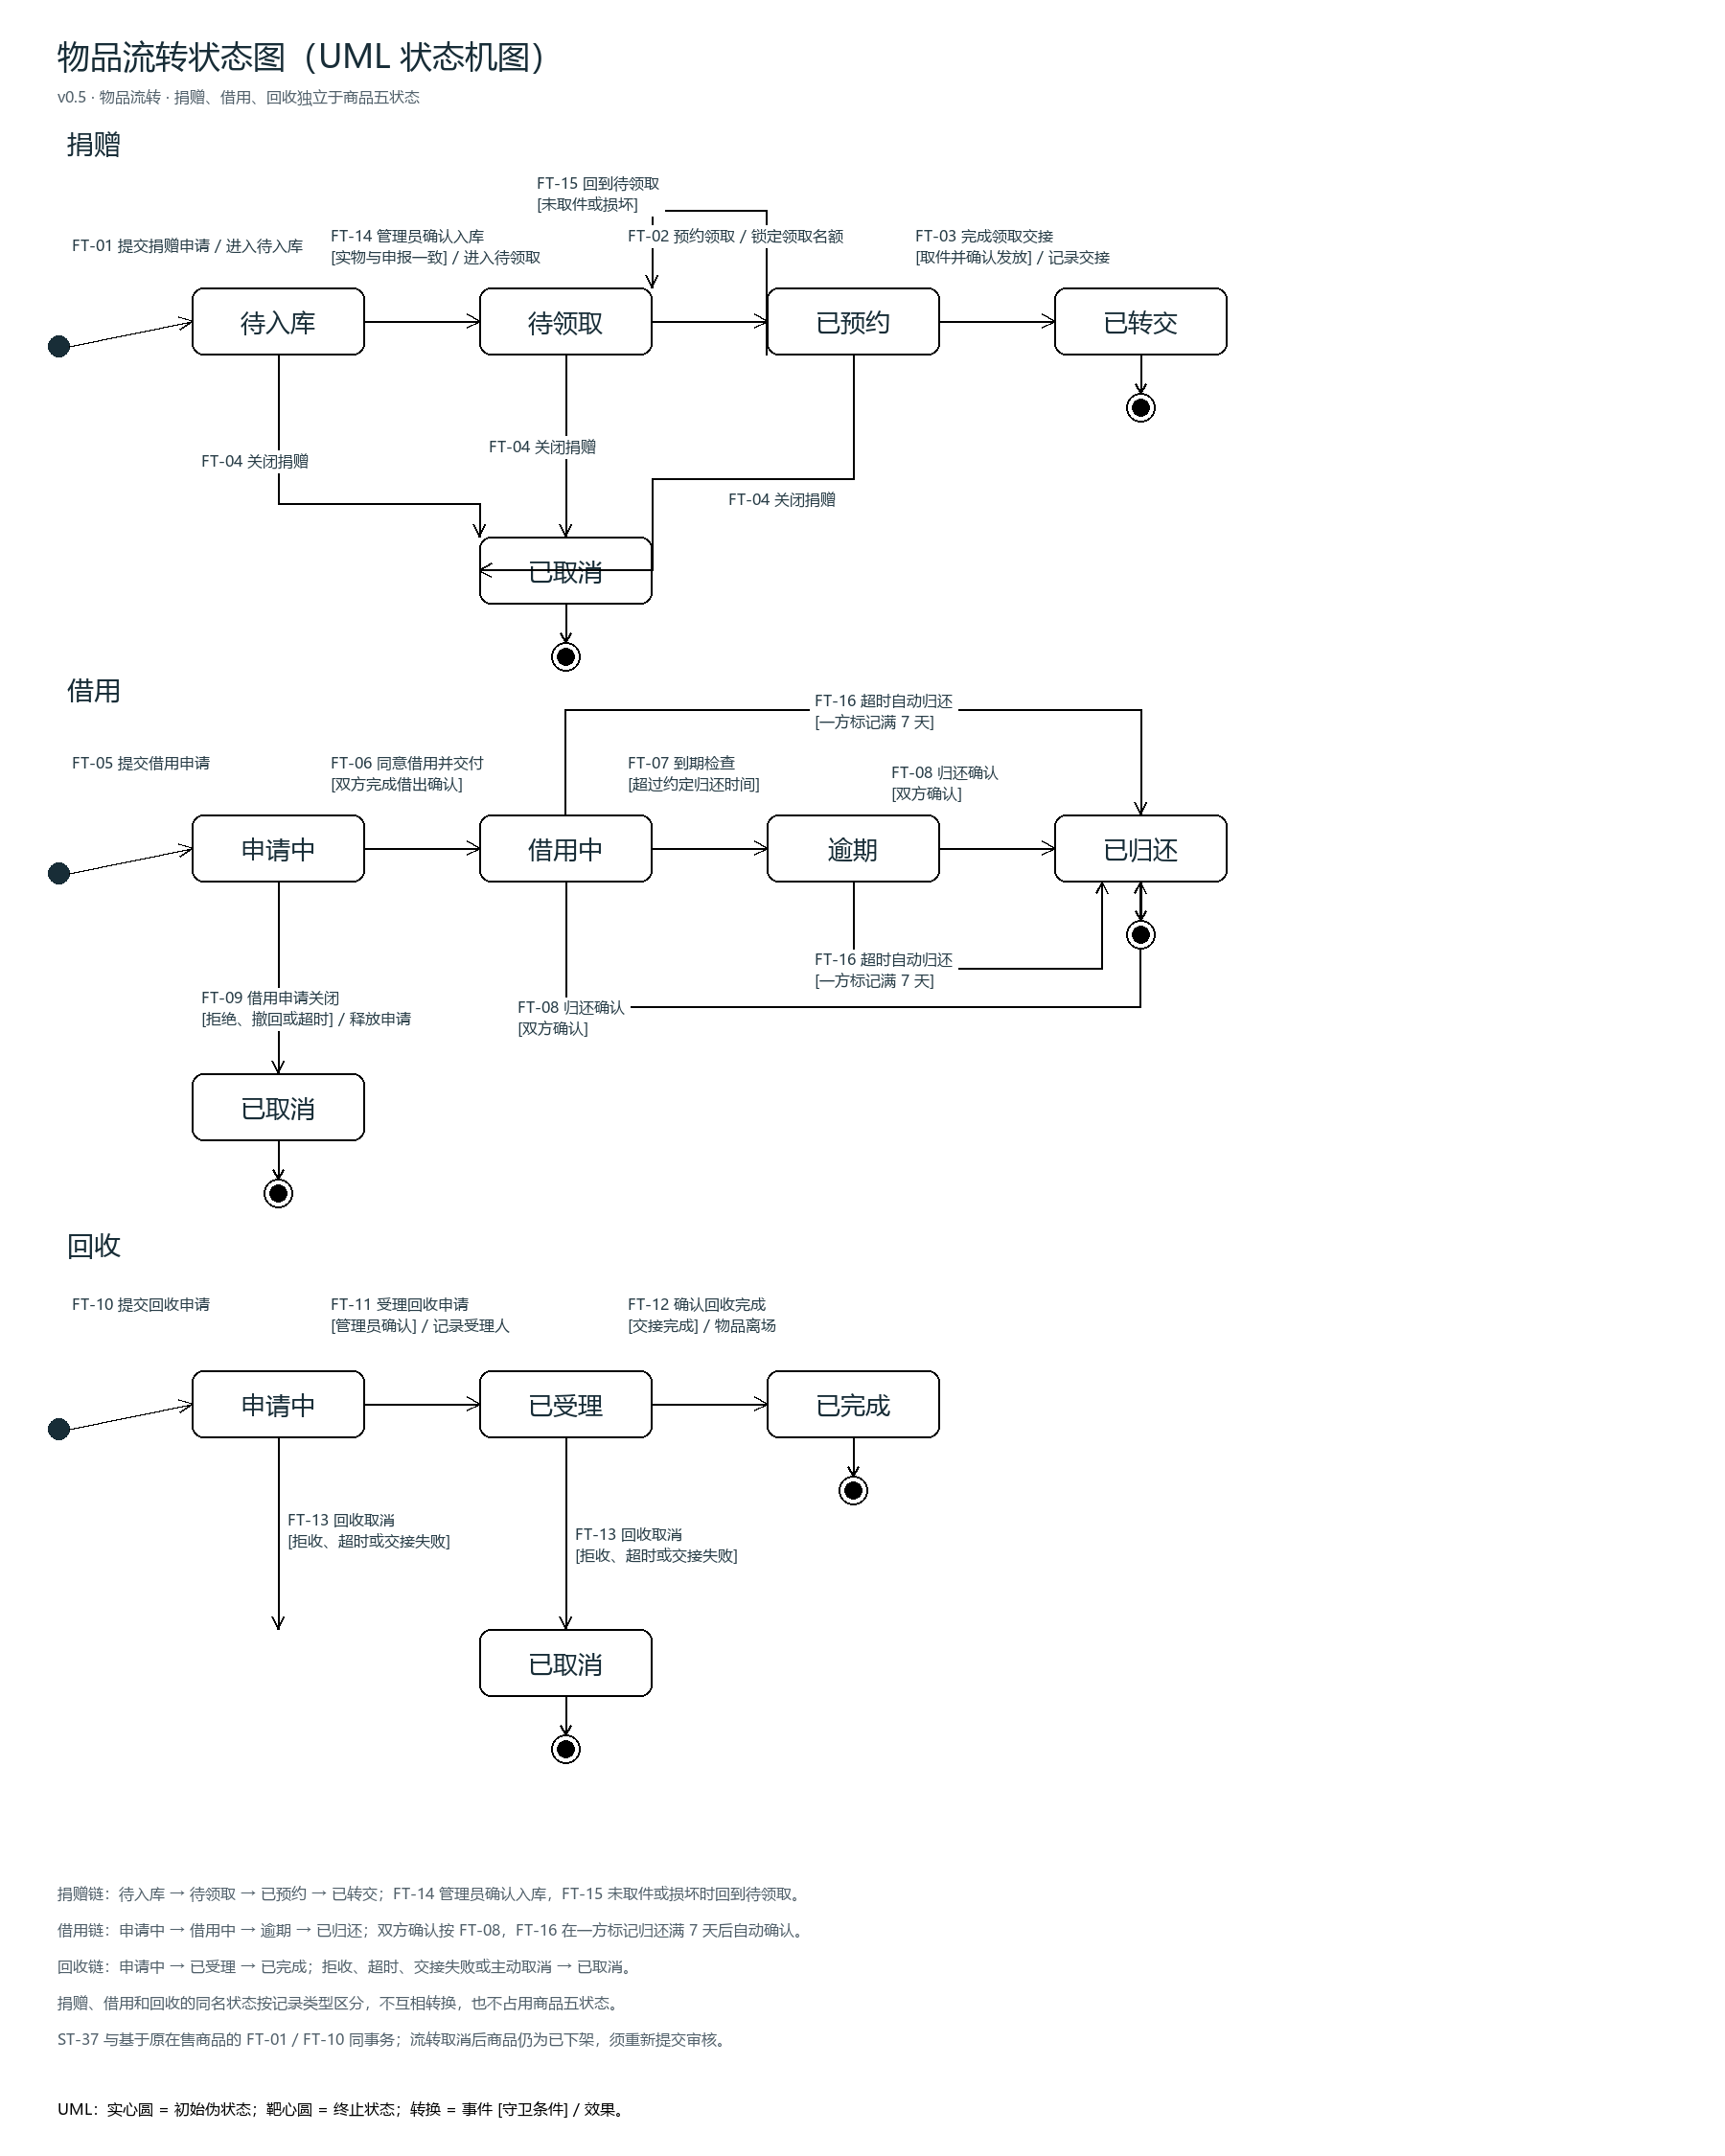 物品流转状态图（UML 状态机图）
v0.5 · 物品流转 · 捐赠、借用、回收独立于商品五状态
捐赠
FT-15 回到待领取
[未取件或损坏]
FT-01 提交捐赠申请 / 进入待入库
FT-14 管理员确认入库
[实物与申报一致] / 进入待领取
FT-02 预约领取 / 锁定领取名额
FT-03 完成领取交接
[取件并确认发放] / 记录交接
待入库
待领取
已预约
已转交
FT-04 关闭捐赠
FT-04 关闭捐赠
FT-04 关闭捐赠
已取消
借用
FT-16 超时自动归还
[一方标记满 7 天]
FT-05 提交借用申请
FT-06 同意借用并交付
[双方完成借出确认]
FT-07 到期检查
[超过约定归还时间]
FT-08 归还确认
[双方确认]
申请中
借用中
逾期
已归还
FT-16 超时自动归还
[一方标记满 7 天]
FT-09 借用申请关闭
[拒绝、撤回或超时] / 释放申请
FT-08 归还确认
[双方确认]
已取消
回收
FT-10 提交回收申请
FT-11 受理回收申请
[管理员确认] / 记录受理人
FT-12 确认回收完成
[交接完成] / 物品离场
申请中
已受理
已完成
FT-13 回收取消
[拒收、超时或交接失败]
FT-13 回收取消
[拒收、超时或交接失败]
已取消
捐赠链：待入库 → 待领取 → 已预约 → 已转交；FT-14 管理员确认入库，FT-15 未取件或损坏时回到待领取。
借用链：申请中 → 借用中 → 逾期 → 已归还；双方确认按 FT-08，FT-16 在一方标记归还满 7 天后自动确认。
回收链：申请中 → 已受理 → 已完成；拒收、超时、交接失败或主动取消 → 已取消。
捐赠、借用和回收的同名状态按记录类型区分，不互相转换，也不占用商品五状态。
ST-37 与基于原在售商品的 FT-01 / FT-10 同事务；流转取消后商品仍为已下架，须重新提交审核。
UML：实心圆 = 初始伪状态；靶心圆 = 终止状态；转换 = 事件 [守卫条件] / 效果。